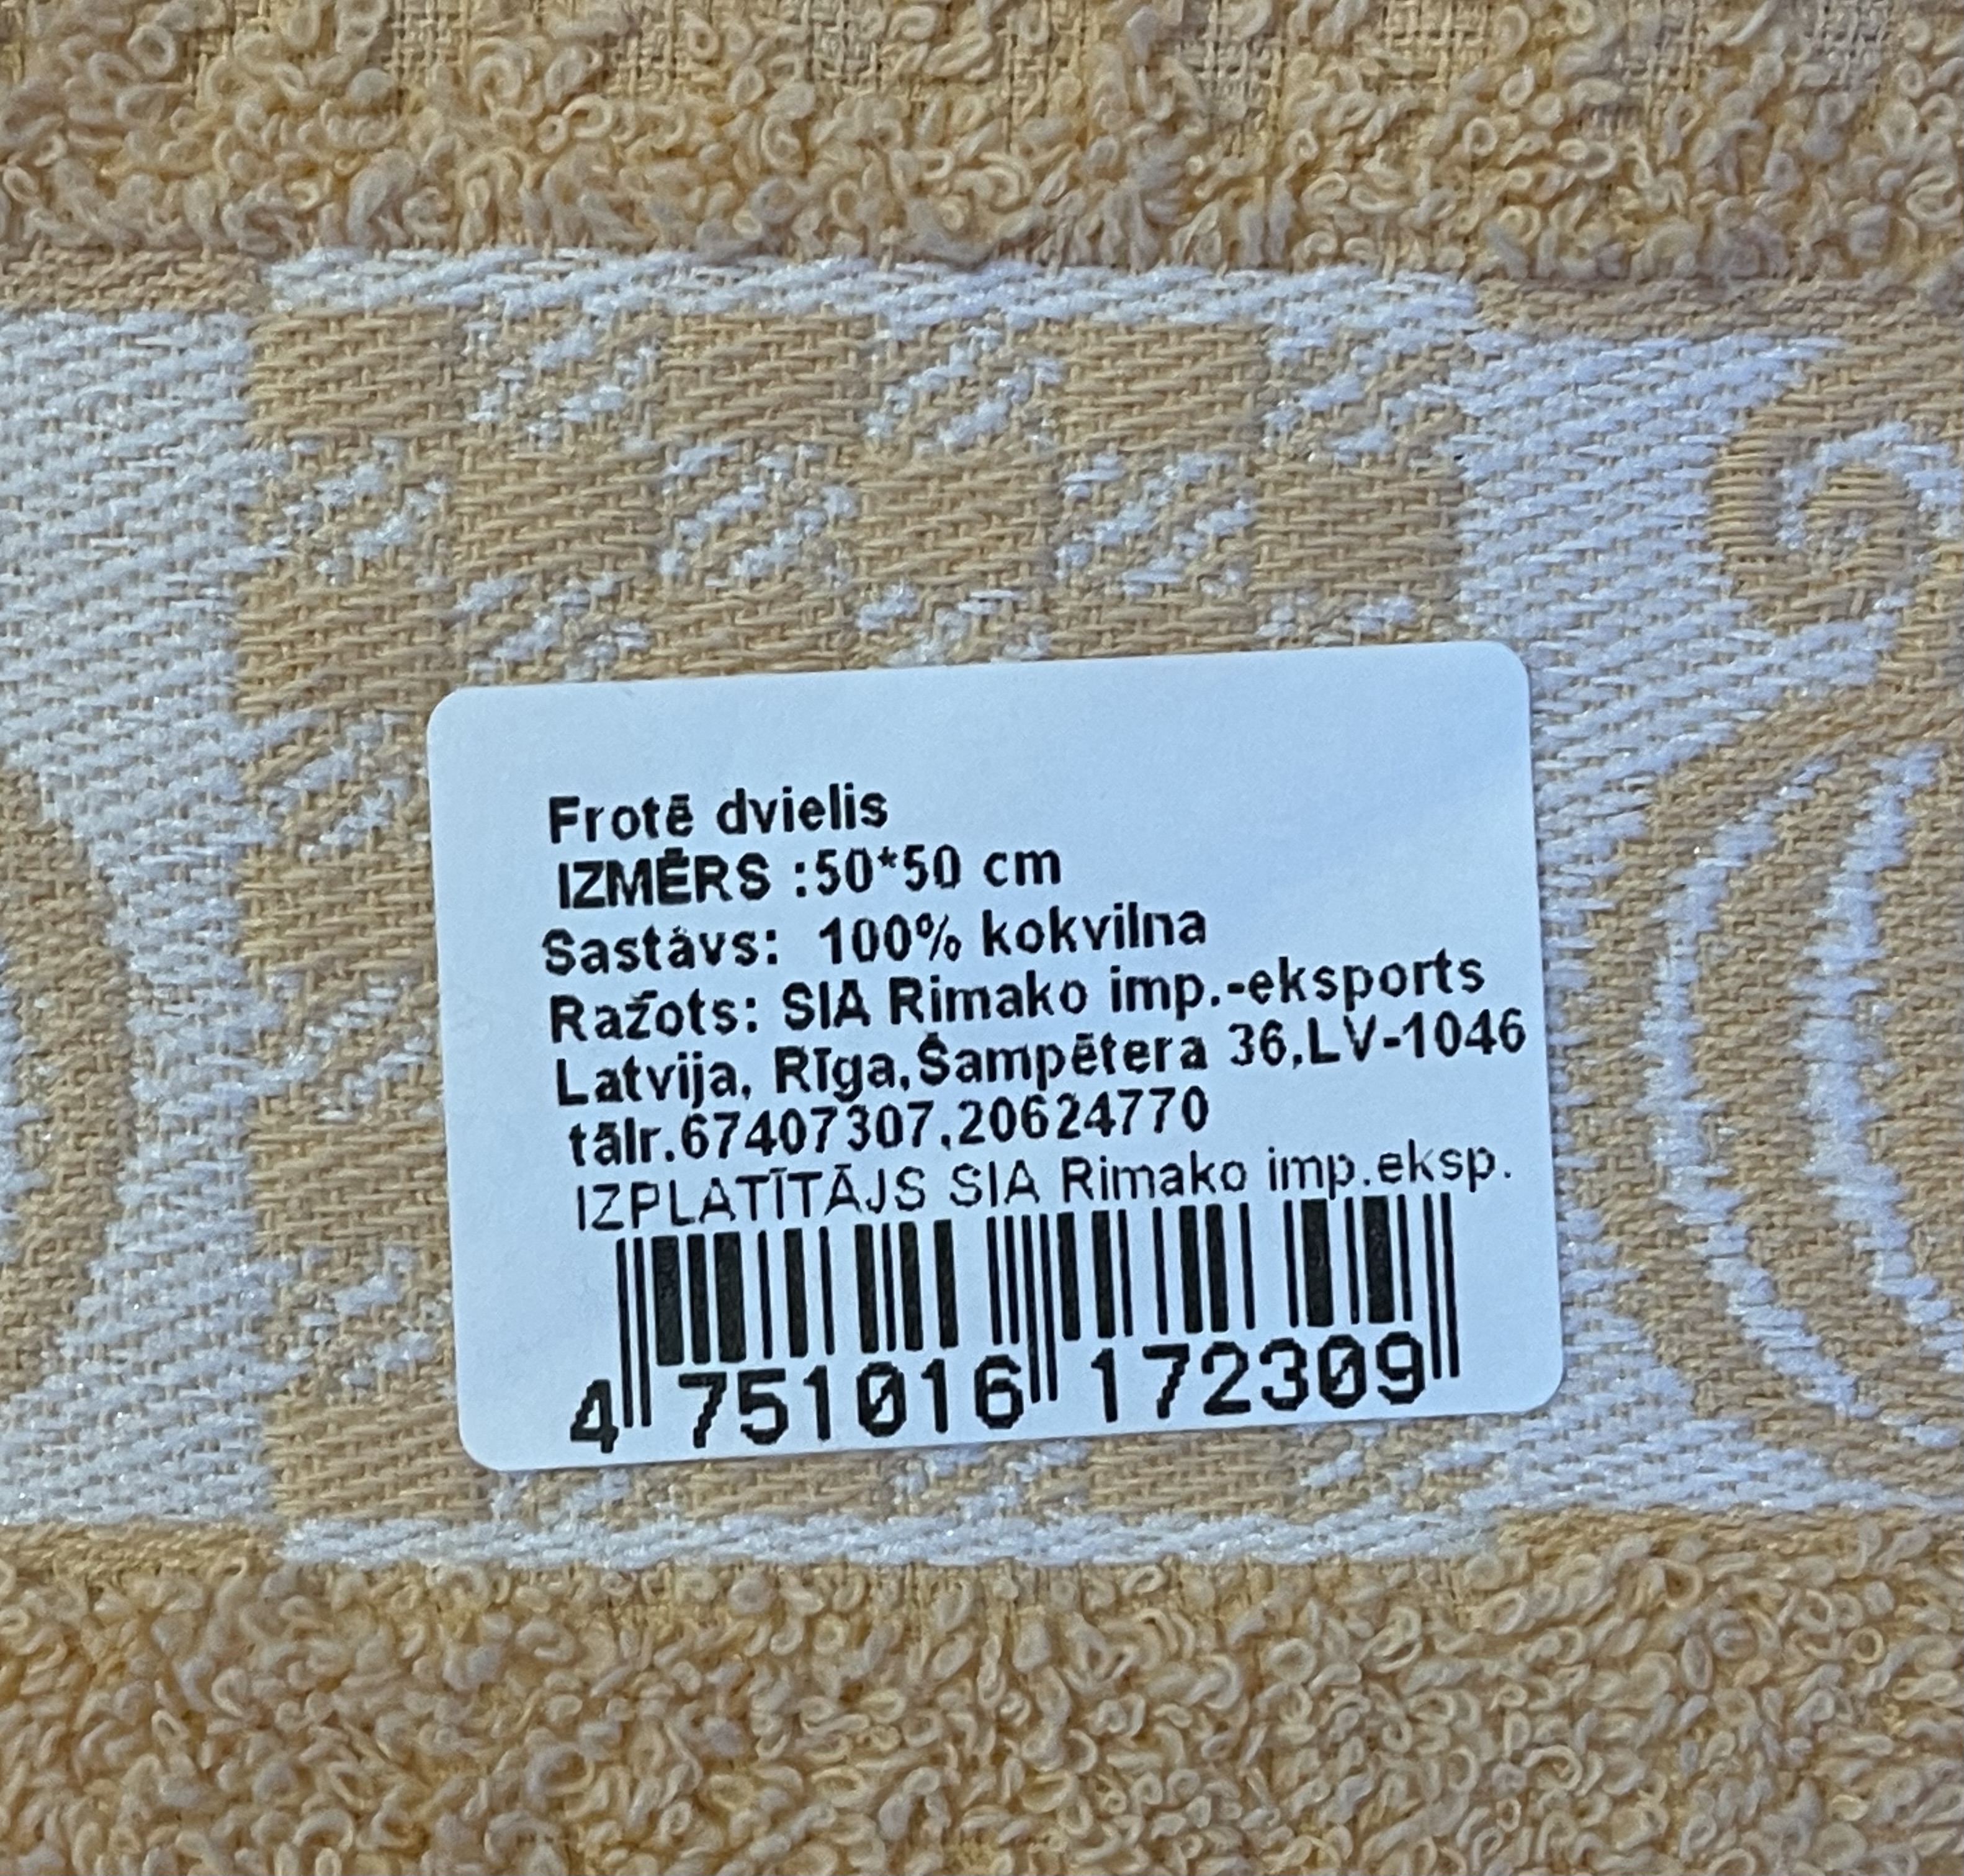 Frotē dvielis
IZMĒRS :50*50 cm
Sastāvs: 100% kokvilna
Ražots: SIA Rimako imp.-eksports
Latvija, Rīga,Šampētera 36,LV-1046
tālr.67407307,20624770
IZPLATĪTĀJS SIA Rimako imp.eksp.
4 751016 172309